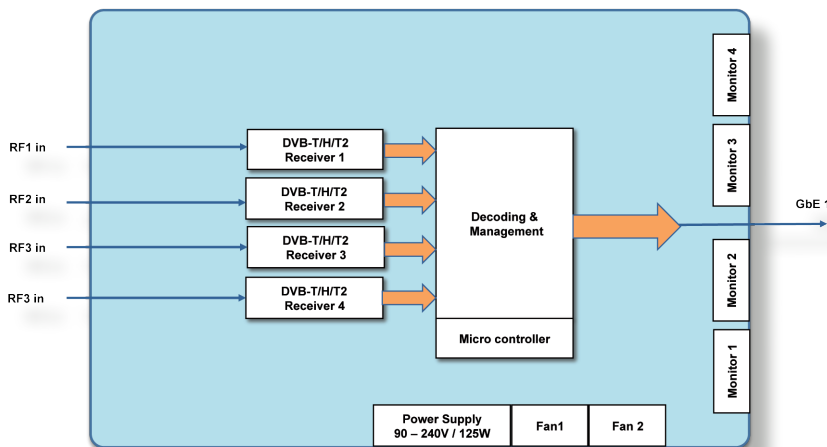 Monitor 4
Monitor 3
RF1 in
DVB-T/H/T2
Receiver 1
RF2 in
DVB-T/H/T2
Receiver 2
Decoding &
Management
GbE 1
RF3 in
DVB-T/H/T2
Receiver 3
RF3 in
DVB-T/H/T2
Receiver 4
Monitor 2
Micro controller
Monitor 1
Power Supply
90 – 240V / 125W
Fan1
Fan 2